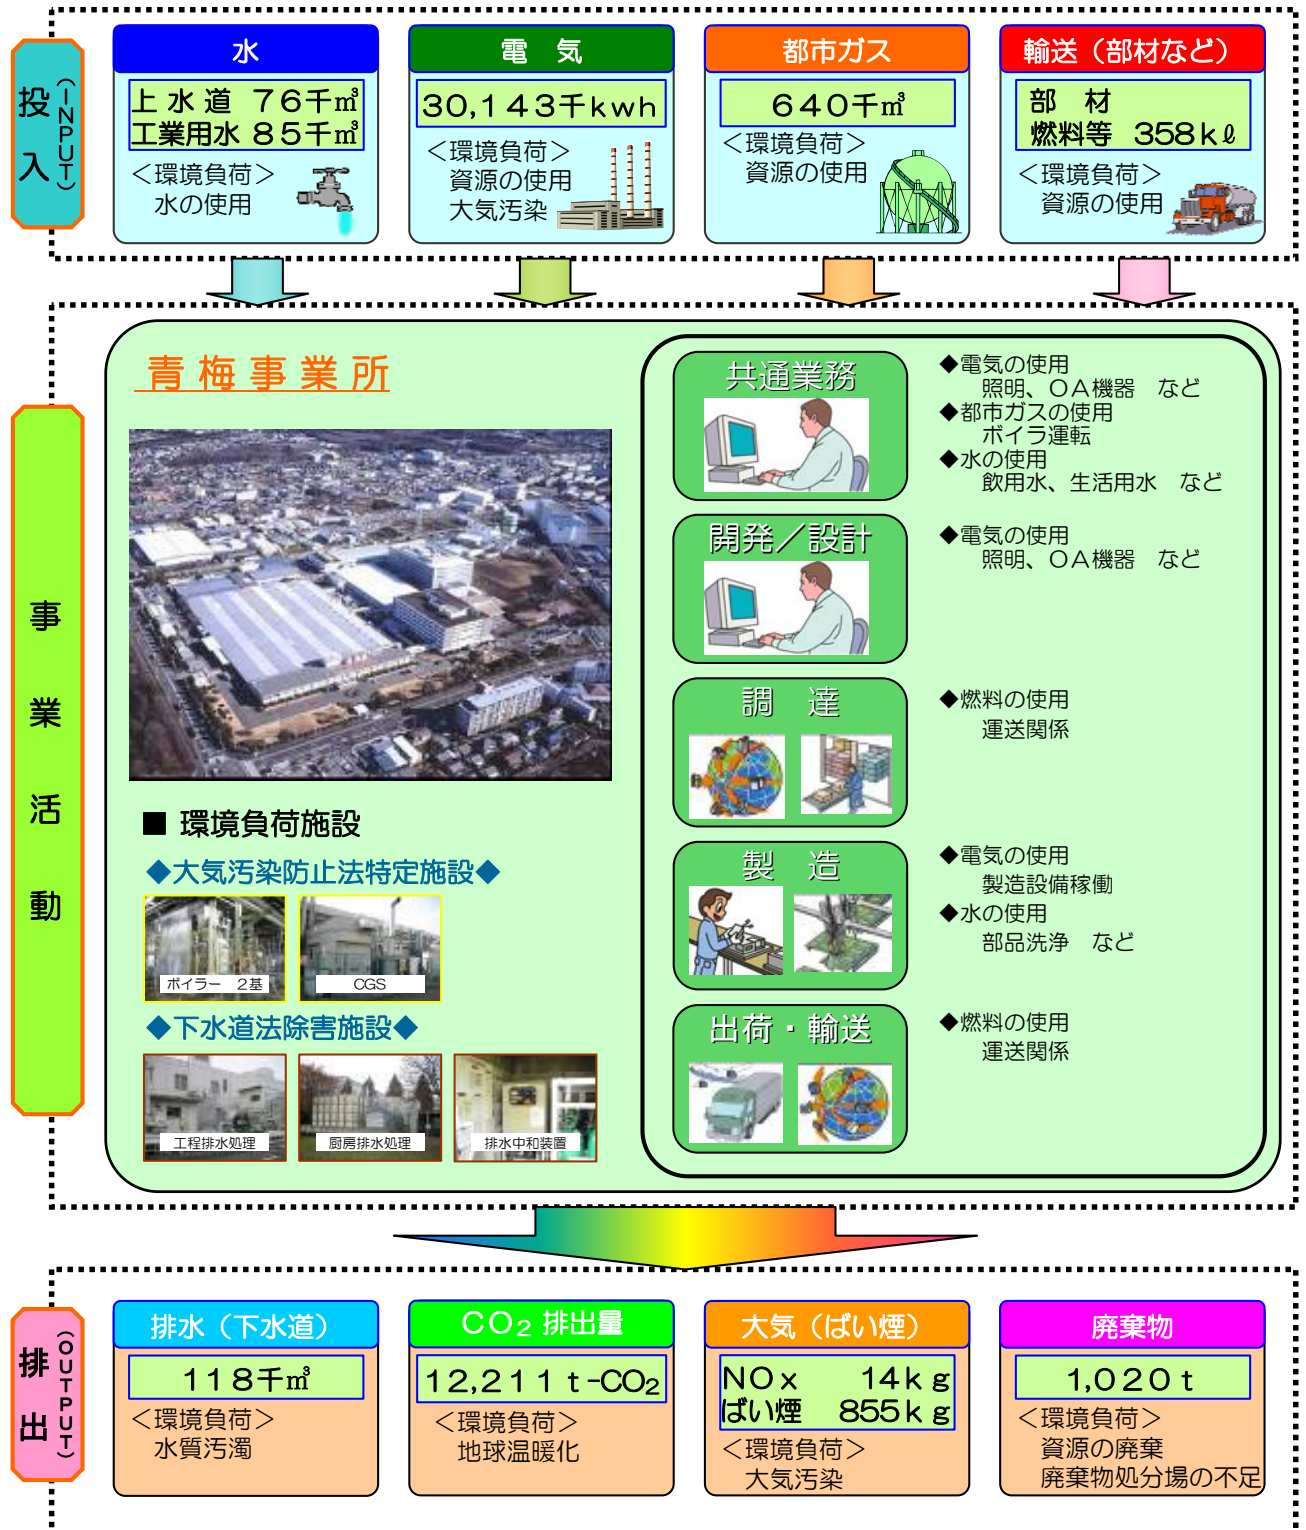 投入
(INPUT)
水
上水道 76千㎥
工業用水 85千㎥
＜環境負荷＞
水の使用
電 気
30,143千kwh
＜環境負荷＞
資源の使用
大気汚染
都市ガス
640千㎥
＜環境負荷＞
資源の使用
輸送（部材など）
部 材
燃料等 358kℓ
＜環境負荷＞
資源の使用
事業活動
青梅事業所
■ 環境負荷施設
◆大気汚染防止法特定施設◆
ボイラー 2基
CGS
◆下水道法除害施設◆
工程排水処理
厨房排水処理
排水中和装置
共通業務
◆電気の使用
照明、OA機器 など
◆都市ガスの使用
ボイラ運転
◆水の使用
飲用水、生活用水 など
開発／設計
◆電気の使用
照明、OA機器 など
調 達
◆燃料の使用
運送関係
製 造
◆電気の使用
製造設備稼働
◆水の使用
部品洗浄 など
出荷・輸送
◆燃料の使用
運送関係
排出
(OUTPUT)
排水（下水道）
118千㎥
＜環境負荷＞
水質汚濁
CO₂ 排出量
12,211 t-CO₂
＜環境負荷＞
地球温暖化
大気（ばい煙）
NOx 14kg
ばい煙 855kg
＜環境負荷＞
大気汚染
廃棄物
1,020 t
＜環境負荷＞
資源の廃棄
廃棄物処分場の不足